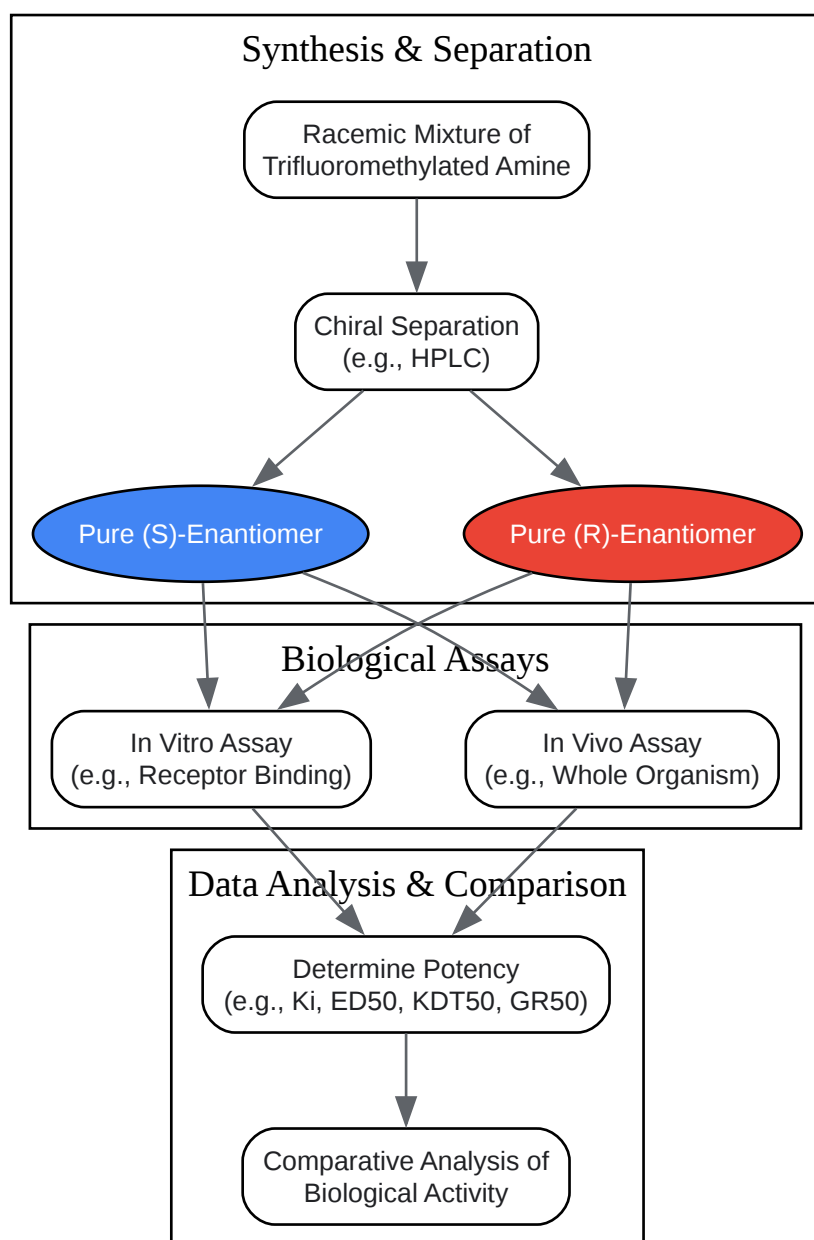 Synthesis & Separation
Racemic Mixture of
Trifluoromethylated Amine
Chiral Separation
(e.g., HPLC)
Pure (S)-Enantiomer
Pure (R)-Enantiomer
Biological Assays
In Vitro Assay
(e.g., Receptor Binding)
In Vivo Assay
(e.g., Whole Organism)
Data Analysis & Comparison
Determine Potency
(e.g., Ki, ED50, KDT50, GR50)
Comparative Analysis of
Biological Activity